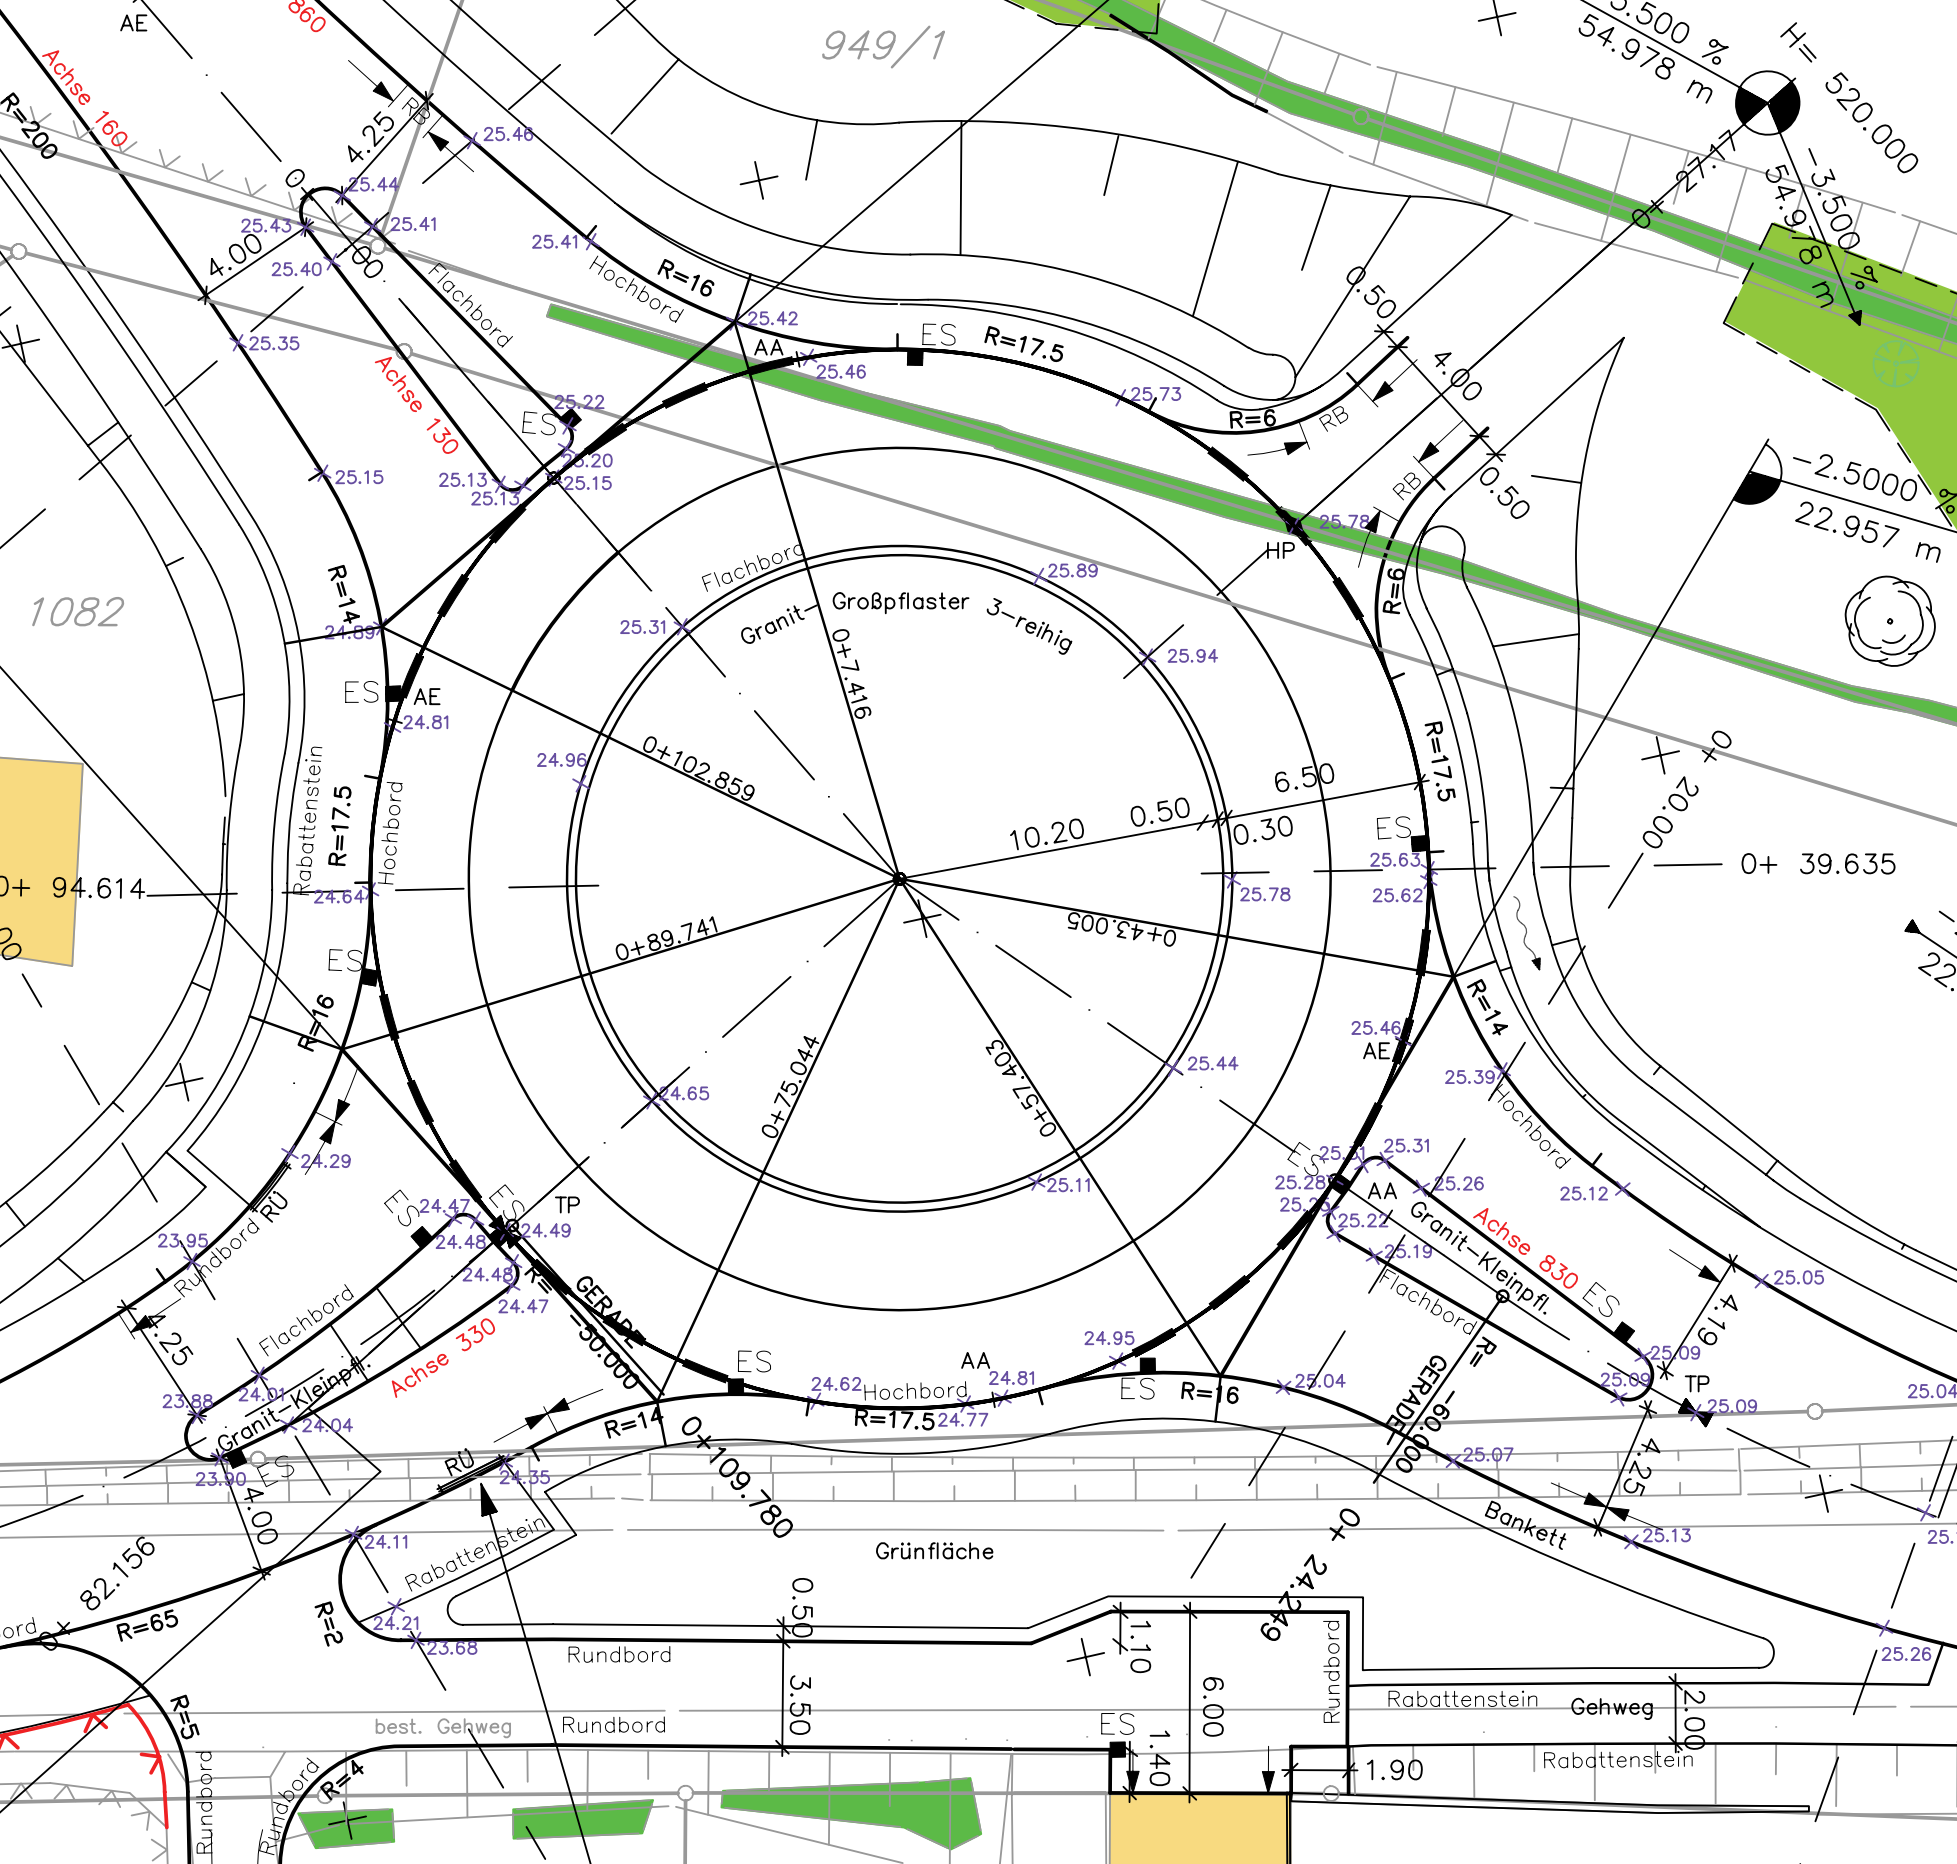 AE
860
949/1
3.500 %
54.978 m
H= 520.000
Achse 160
R=200
4.25
RB
25.46
27.17
-3.500 %
54.978 m
25.44
25.43
25.41
4.00
25.40
25.41
Hochbord
R=16
Flachbord
25.42
AA
ES
R=17.5
25.46
25.73
0.50
4.00
R=6
RB
RB
0.50
25.35
Achse 130
25.22
ES
25.20
25.15
25.13
25.13
25.15
-2.5000 %
22.957 m
25.78
HP
R=6
1082
R=14
24.89
Flachbord
25.89
Granit-
Großpflaster
3-reihig
25.31
25.94
0+7.416
ES
AE
24.81
0+102.859
24.96
Rabattenstein
R=17.5
Hochbord
6.50
0.50
10.20
0.30
ES
R=17.5
0+
20.00
25.63
25.62
25.78
0+ 39.635
0+ 94.614
24.64
0+43.005
0+89.741
ES
R=16
R=14
25.46
AE
25.44
25.39
Hochbord
24.65
0+75.044
0+57.403
24.29
25.11
ES
25.31
25.31
25.28
25.26
AA
25.22
25.12
Granit-Kleinpfl.
Achse 830
25.19
Flachbord
ES
25.05
4.19
RÜ
Rundbord
23.95
ES
24.47
ES
TP
24.49
24.48
24.48
24.47
GERADE
R=
-50.000
Flachbord
4.25
Achse 330
24.01
23.88
Granit-Kleinpfl.
24.04
23.90
ES
4.00
24.95
ES
AA
24.62
Hochbord
24.81
R=17.5
24.77
ES
R=16
25.04
R=
-60.000
GERADE
25.09
25.09
TP
25.09
25.04
R=14
0+109.780
RÜ
24.35
25.07
4.25
Bankett
25.13
24.11
Rabattenstein
Grünfläche
0+
24.249
82.156
0+
R=65
R=2
24.21
23.68
0.50
Rundbord
1.10
6.00
Rundbord
Rabattenstein
Gehweg
2.00
25.26
R=5
best. Gehweg
Rundbord
3.50
ES
1.40
1.90
Rabattenstein
Rundbord
Rundbord
R=4